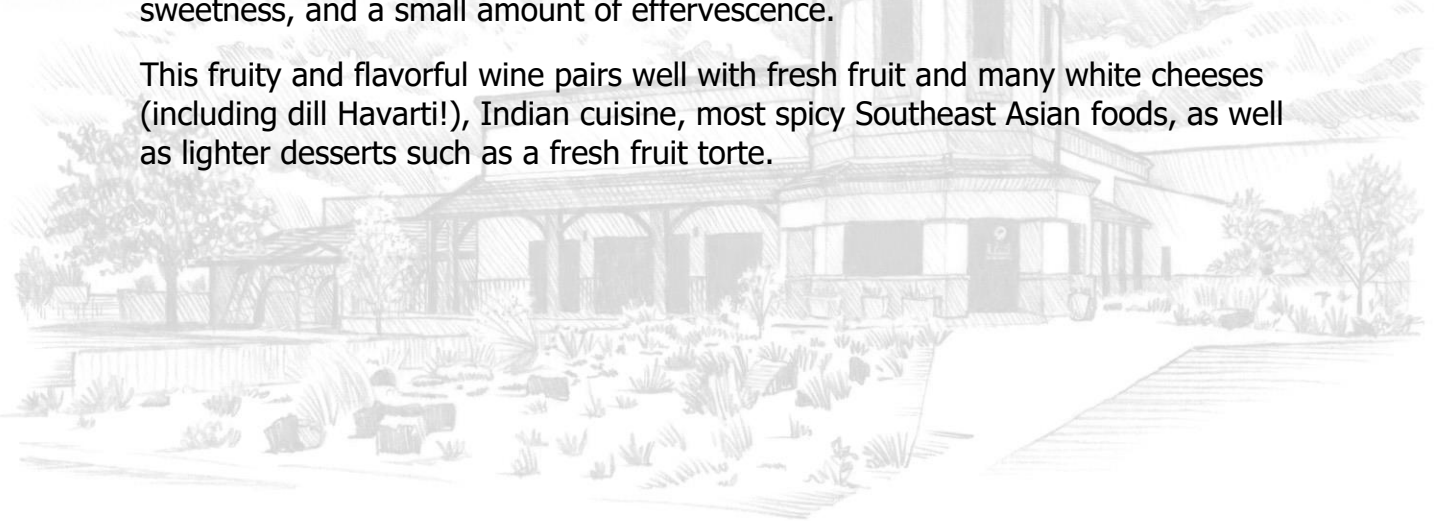 sweetness, and a small amount of effervescence.
This fruity and flavorful wine pairs well with fresh fruit and many white cheeses
(including dill Havarti!), Indian cuisine, most spicy Southeast Asian foods, as well
as lighter desserts such as a fresh fruit torte.